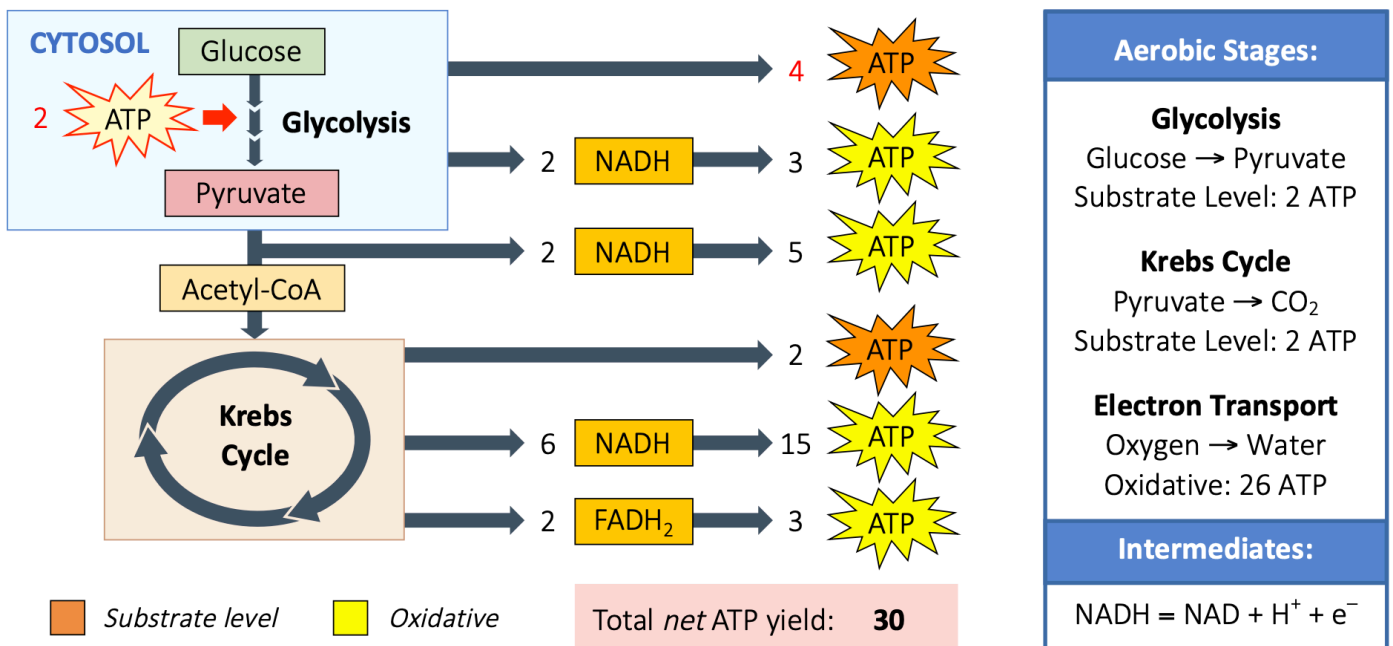 CYTOSOL
Glucose
2
ATP
Glycolysis
Pyruvate
4
ATP
2
NADH
3
ATP
2
NADH
5
ATP
Acetyl-CoA
2
ATP
Krebs
Cycle
6
NADH
15
ATP
2
FADH₂
3
ATP
Substrate level
Oxidative
Total net ATP yield: 30
Aerobic Stages:
Glycolysis
Glucose → Pyruvate
Substrate Level: 2 ATP
Krebs Cycle
Pyruvate → CO₂
Substrate Level: 2 ATP
Electron Transport
Oxygen → Water
Oxidative: 26 ATP
Intermediates:
NADH = NAD + H⁺ + e⁻